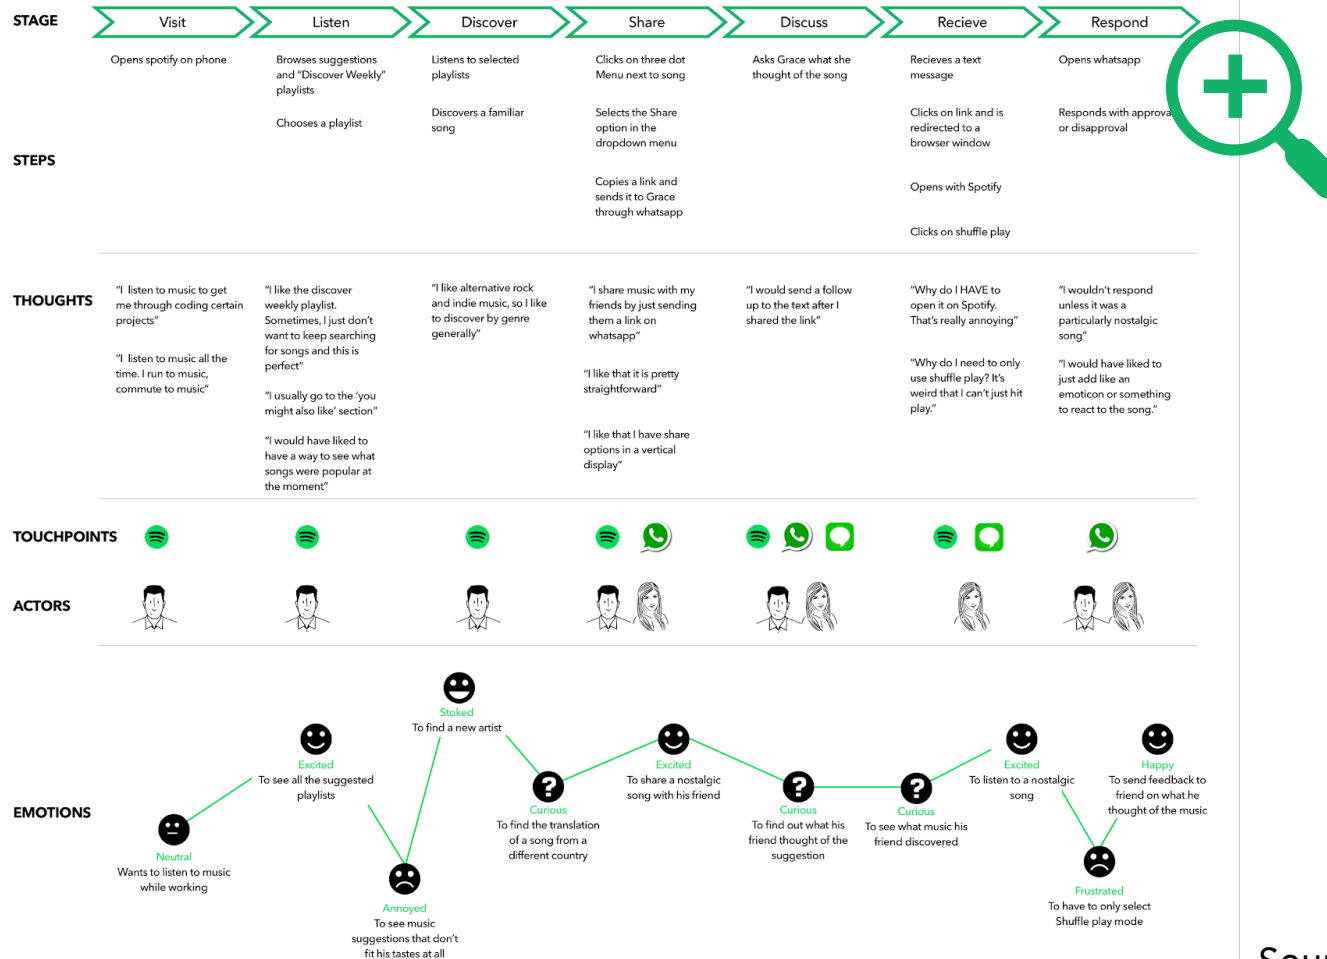 STAGE
Visit
Listen
Discover
Share
Discuss
Recieve
Respond
STEPS
Opens spotify on phone
Browses suggestions
and "Discover Weekly"
playlists
Chooses a playlist
Listens to selected
playlists
Discovers a familiar
song
Clicks on three dot
Menu next to song
Selects the Share
option in the
dropdown menu
Copies a link and
sends it to Grace
through whatsapp
Asks Grace what she
thought of the song
Recieves a text
message
Clicks on link and is
redirected to a
browser window
Opens with Spotify
Clicks on shuffle play
Opens whatsapp
Responds with approva
or disapproval
THOUGHTS
"I listen to music to get
me through coding certain
projects"
"I listen to music all the
time. I run to music,
commute to music"
"I like the discover
weekly playlist.
Sometimes, I just don't
want to keep searching
for songs and this is
perfect"
"I usually go to the 'you
might also like' section"
"I would have liked to
have a way to see what
songs were popular at
the moment"
"I like alternative rock
and indie music, so I like
to discover by genre
generally"
"I share music with my
friends by just sending
them a link on
whatsapp"
"I like that it is pretty
straightforward"
"I like that I have share
options in a vertical
display"
"I would send a follow
up to the text after I
shared the link"
"Why do I HAVE to
open it on Spotify.
That's really annoying"
"Why do I need to only
use shuffle play? It's
weird that I can't just hit
play."
"I wouldn't respond
unless it was a
particularly nostalgic
song"
"I would have liked to
just add like an
emoticon or something
to react to the song."
TOUCHPOINTS
ACTORS
EMOTIONS
Neutral
Wants to listen to music
while working
Excited
To see all the suggested
playlists
Annoyed
To see music
suggestions that don't
fit his tastes at all
Stoked
To find a new artist
Curious
To find the translation
of a song from a
different country
Excited
To share a nostalgic
song with his friend
Curious
To find out what his
friend thought of the
suggestion
Curious
To see what music his
friend discovered
Excited
To listen to a nostalgic
song
Frustrated
To have to only select
Shuffle play mode
Happy
To send feedback to
friend on what he
thought of the music